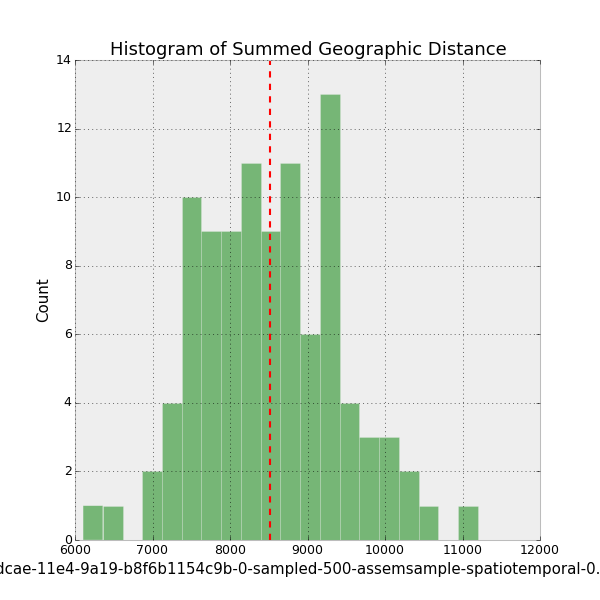 Histogram of Summed Geographic Distance
14
12
10
8
6
4
2
0
Count
6000 7000 8000 9000 10000 11000 12000
dcae-11e4-9a19-b8f6b1154c9b-0-sampled-500-assemsample-spatiotemporal-0.